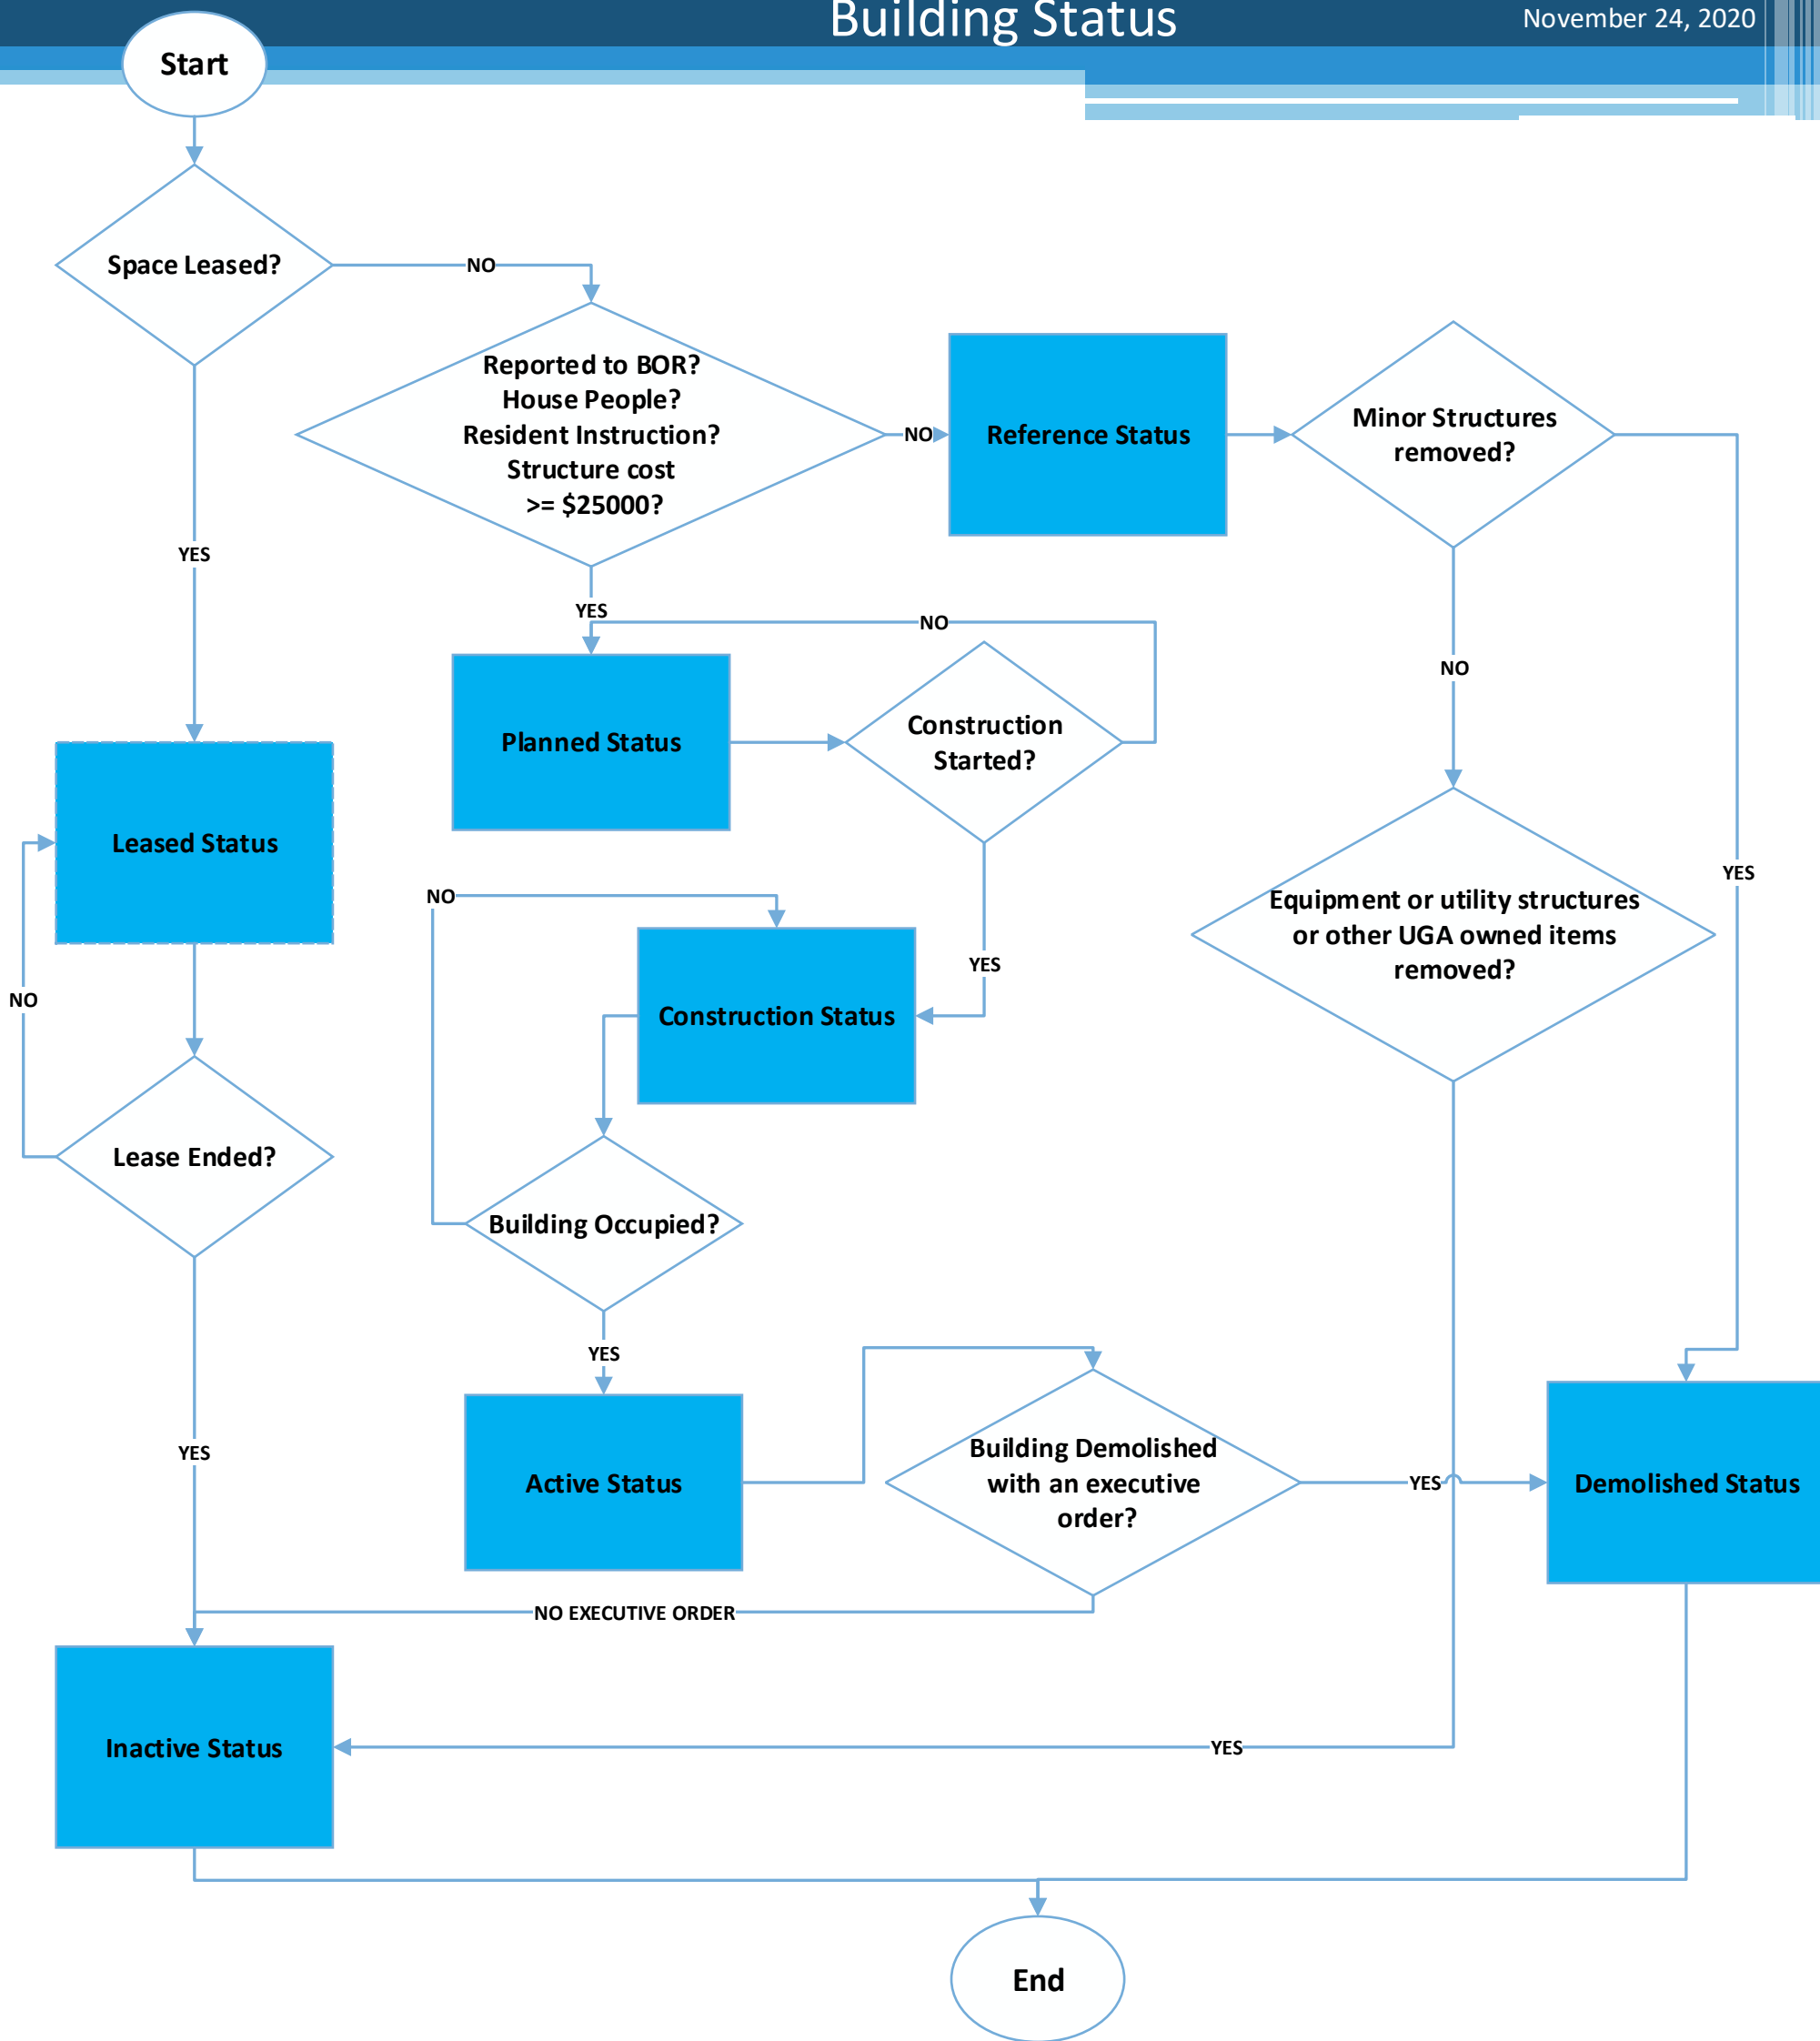 Building Status
November 24, 2020
Start
Space Leased?
NO
Reported to BOR?
House People?
Resident Instruction?
Structure cost
>= $25000?
NO
Reference Status
Minor Structures
removed?
YES
YES
NO
NO
Planned Status
Construction
Started?
Leased Status
NO
YES
Equipment or utility structures
or other UGA owned items
removed?
YES
NO
Construction Status
Lease Ended?
Building Occupied?
YES
YES
Active Status
Building Demolished
with an executive
order?
YES
Demolished Status
NO EXECUTIVE ORDER
Inactive Status
YES
End